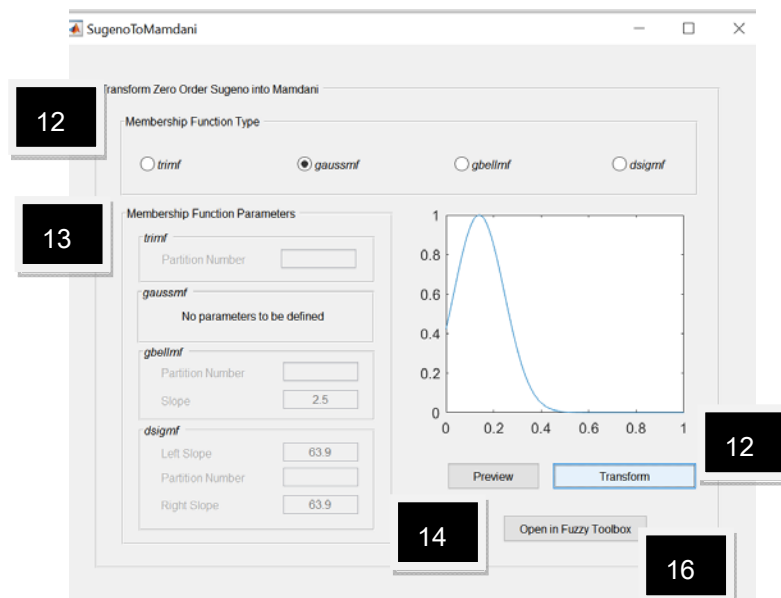 SugenoToMamdani
Transform Zero Order Sugeno into Mamdani
12
Membership Function Type
trimf gaussmf gbellmf dsigmf
13
Membership Function Parameters
trimf
Partition Number
gaussmf
No parameters to be defined
gbellmf
Partition Number
Slope 2.5
dsigmf
Left Slope 63.9
Partition Number
Right Slope 63.9
1
0.8
0.6
0.4
0.2
0
0 0.2 0.4 0.6 0.8 1
12
Preview Transform
14
Open in Fuzzy Toolbox
16